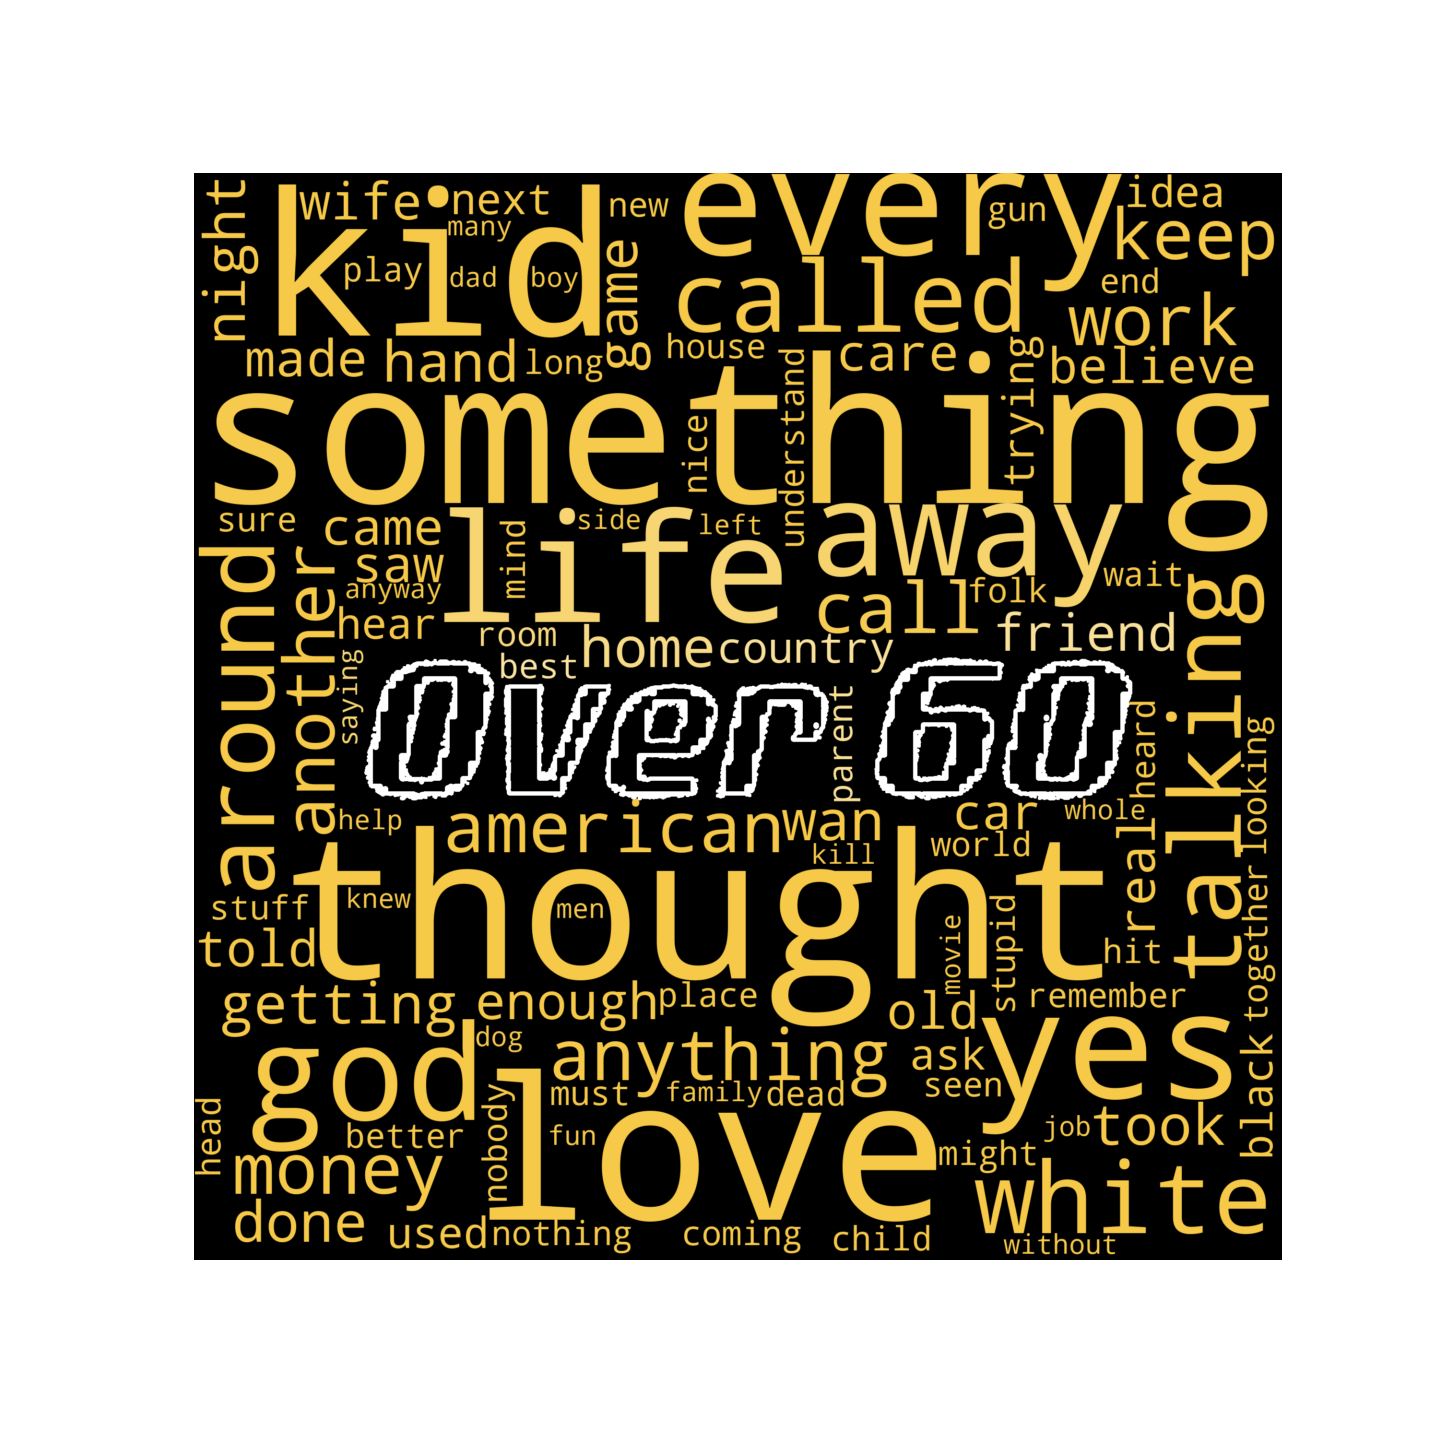 night
wife
next
new
every
gun
idea
kid
many
keep
play
dad
boy
game
called
end
work
made
hand
long
house
care
trying
believe
something
nice
understand
sure
came
life
side
left
away
mind
saw
anyway
wait
around
another
hear
call
folk
talking
room
home
country
friend
saying
best
Over 60
parent
heard
looking
help
american
wan
car
whole
kill
world
real
thought
stuff
knew
men
told
movie
stupid
hit
together
getting
enough
place
old
remember
god
dog
anything
ask
yes
black
seen
must
family
dead
love
nobody
head
better
fun
job
took
money
might
white
done
used
nothing
coming
child
without